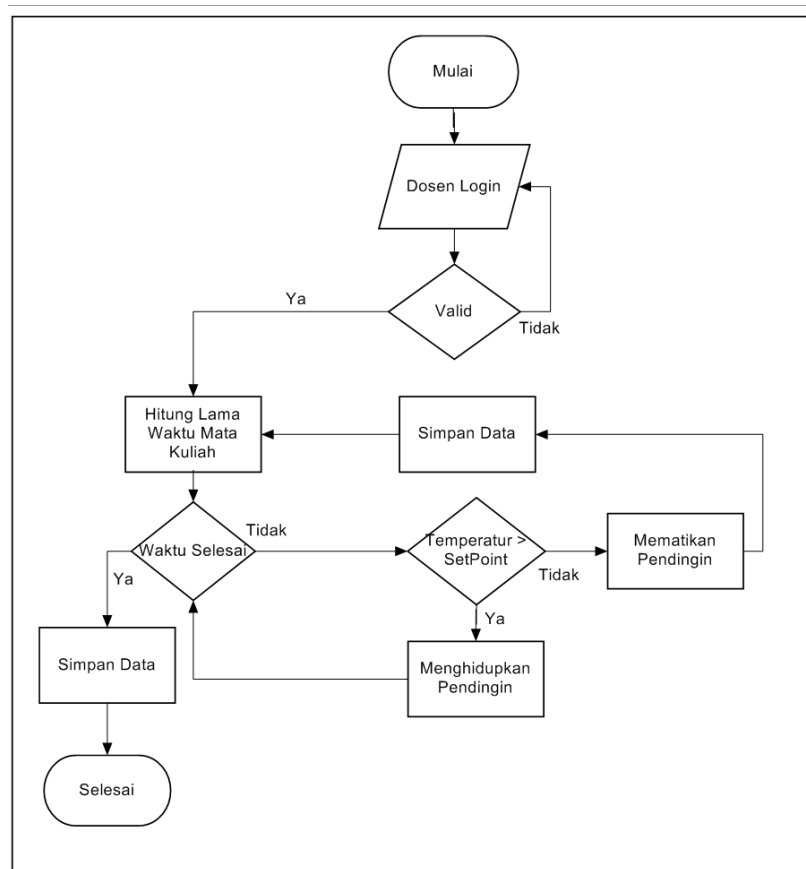 Mulai
Dosen Login
Valid
Ya
Tidak
Hitung Lama
Waktu Mata
Kuliah
Simpan Data
Waktu Selesai
Tidak
Ya
Temperatur >
SetPoint
Tidak
Ya
Mematikan
Pendingin
Simpan Data
Menghidupkan
Pendingin
Selesai